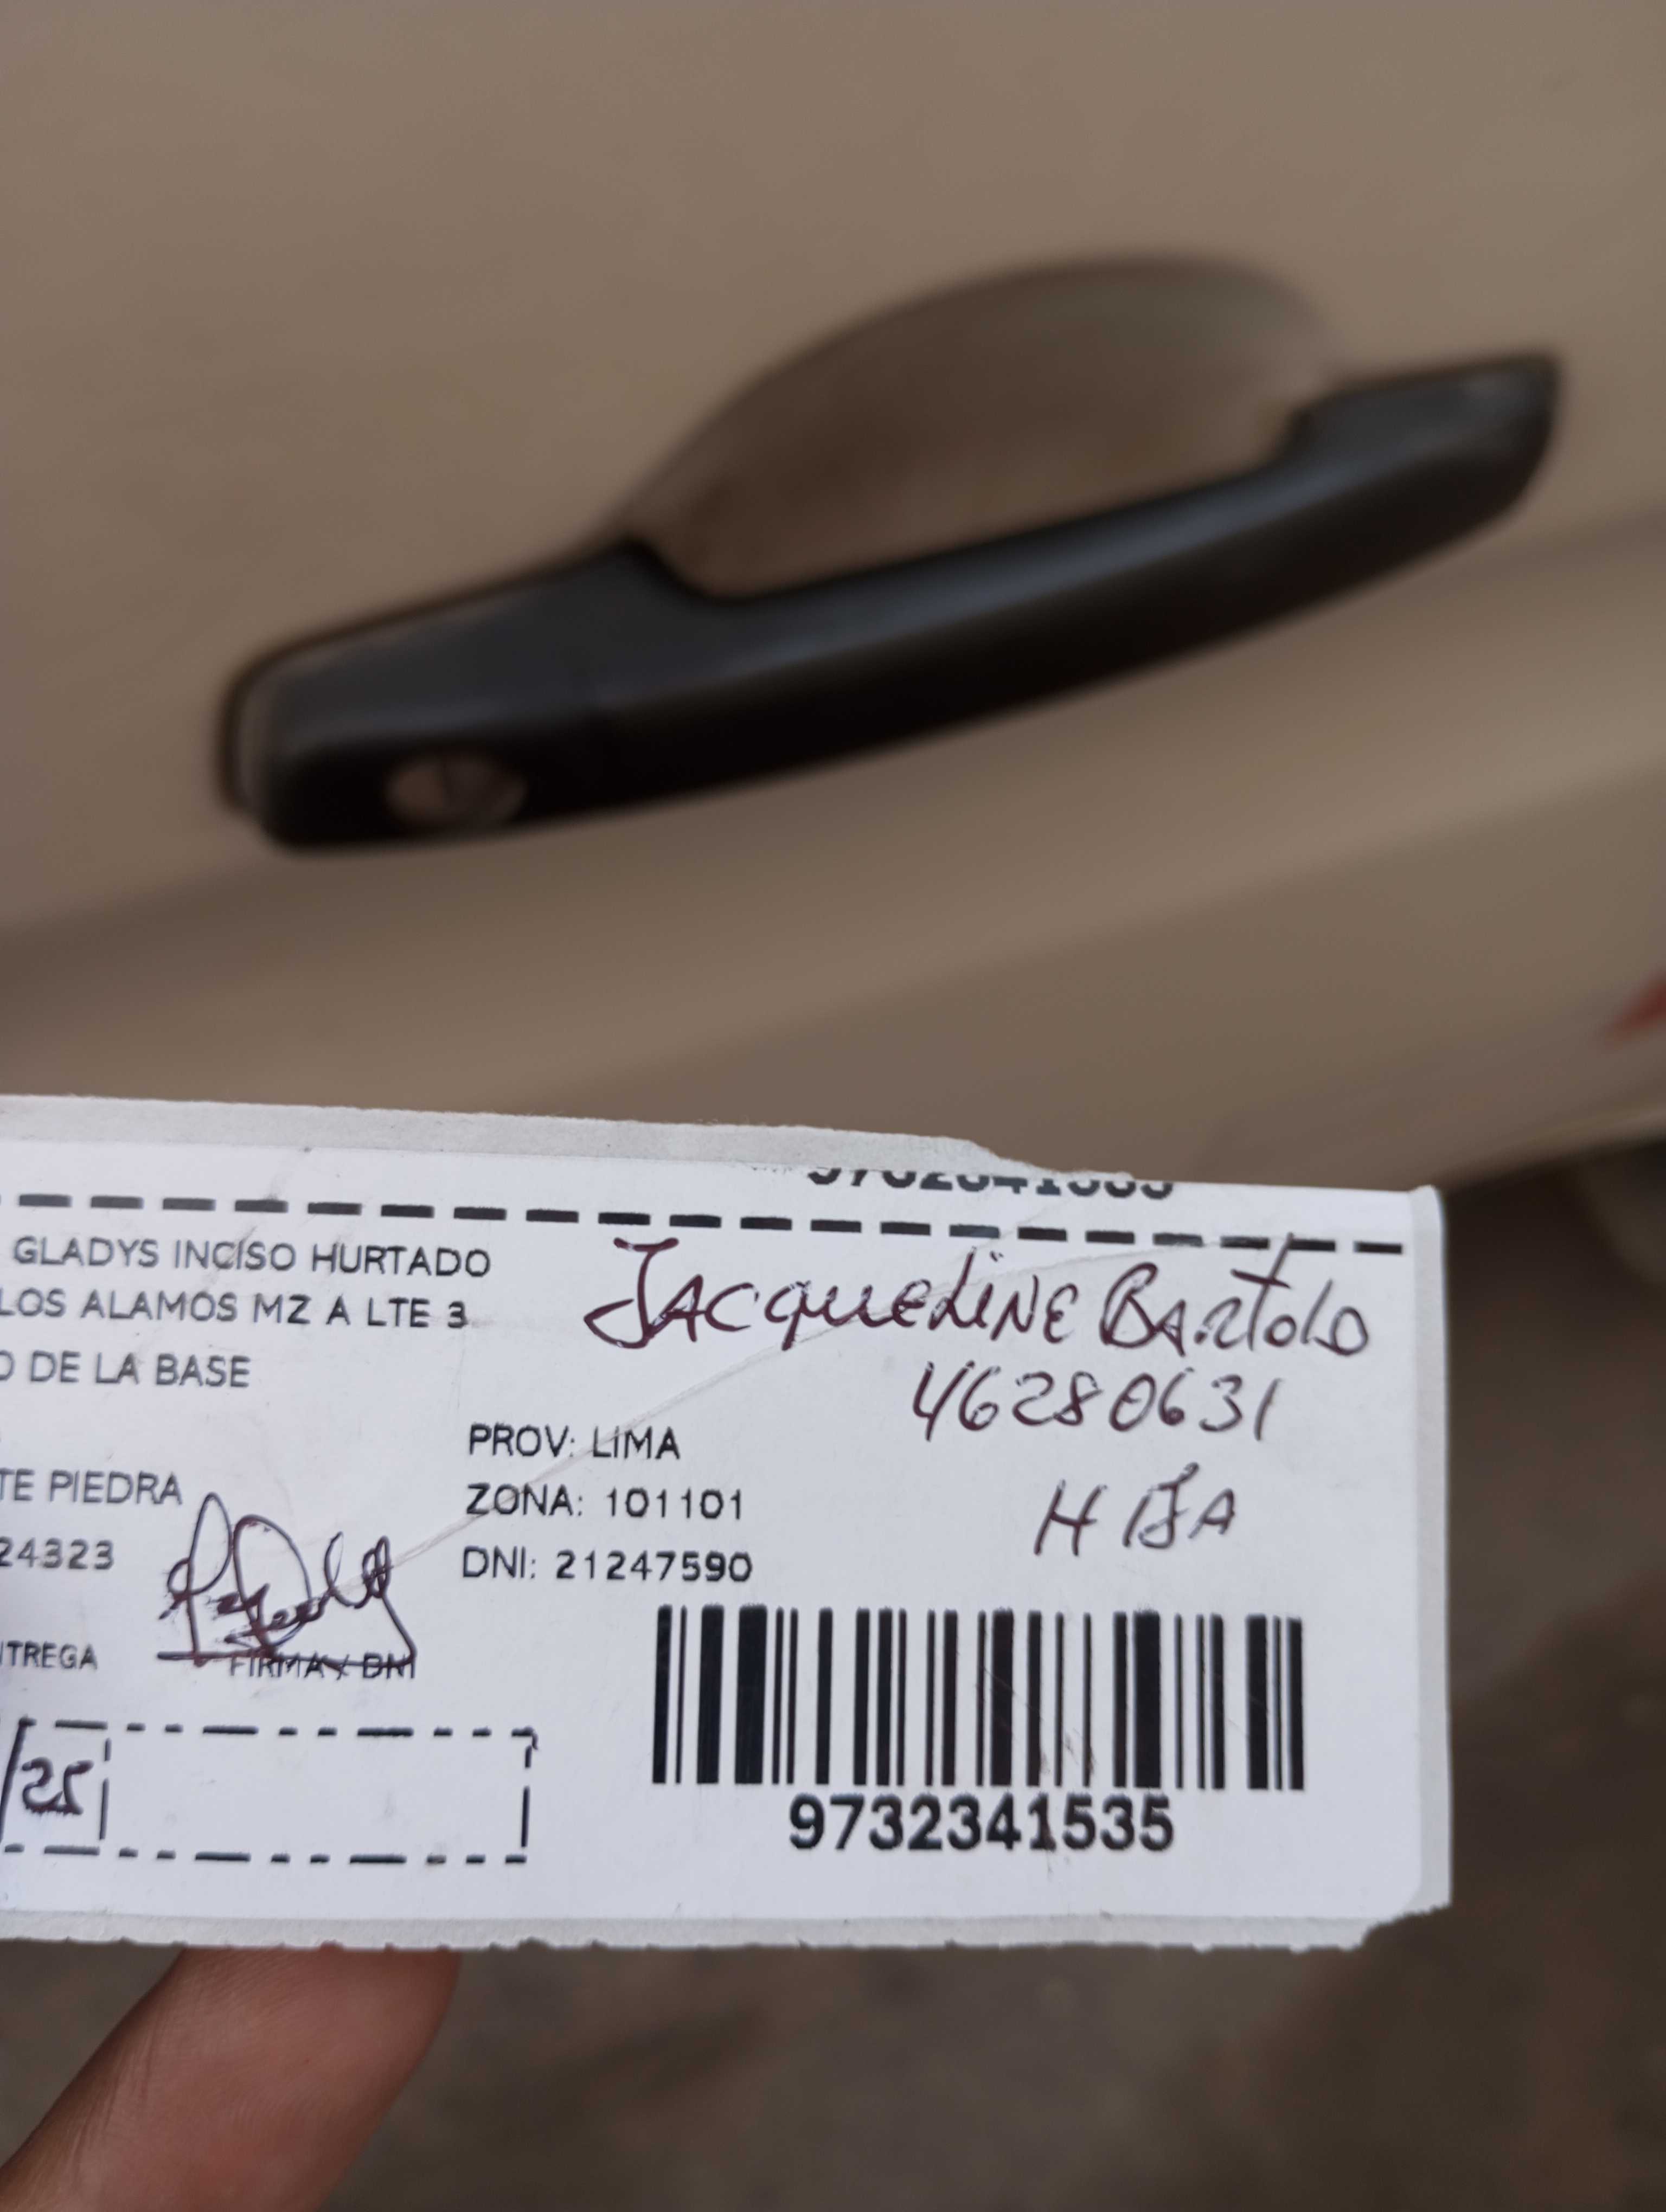 GLADYS INCISO HURTADO
Jacqueline Bartolo
LOS ALAMOS MZ A LTE 3
O DE LA BASE
46280631
PROV: LIMA
TE PIEDRA
ZONA: 101101
HIJA
24323
DNI: 21247590
NTREGA
FIRMA / DNI
25
9732341535